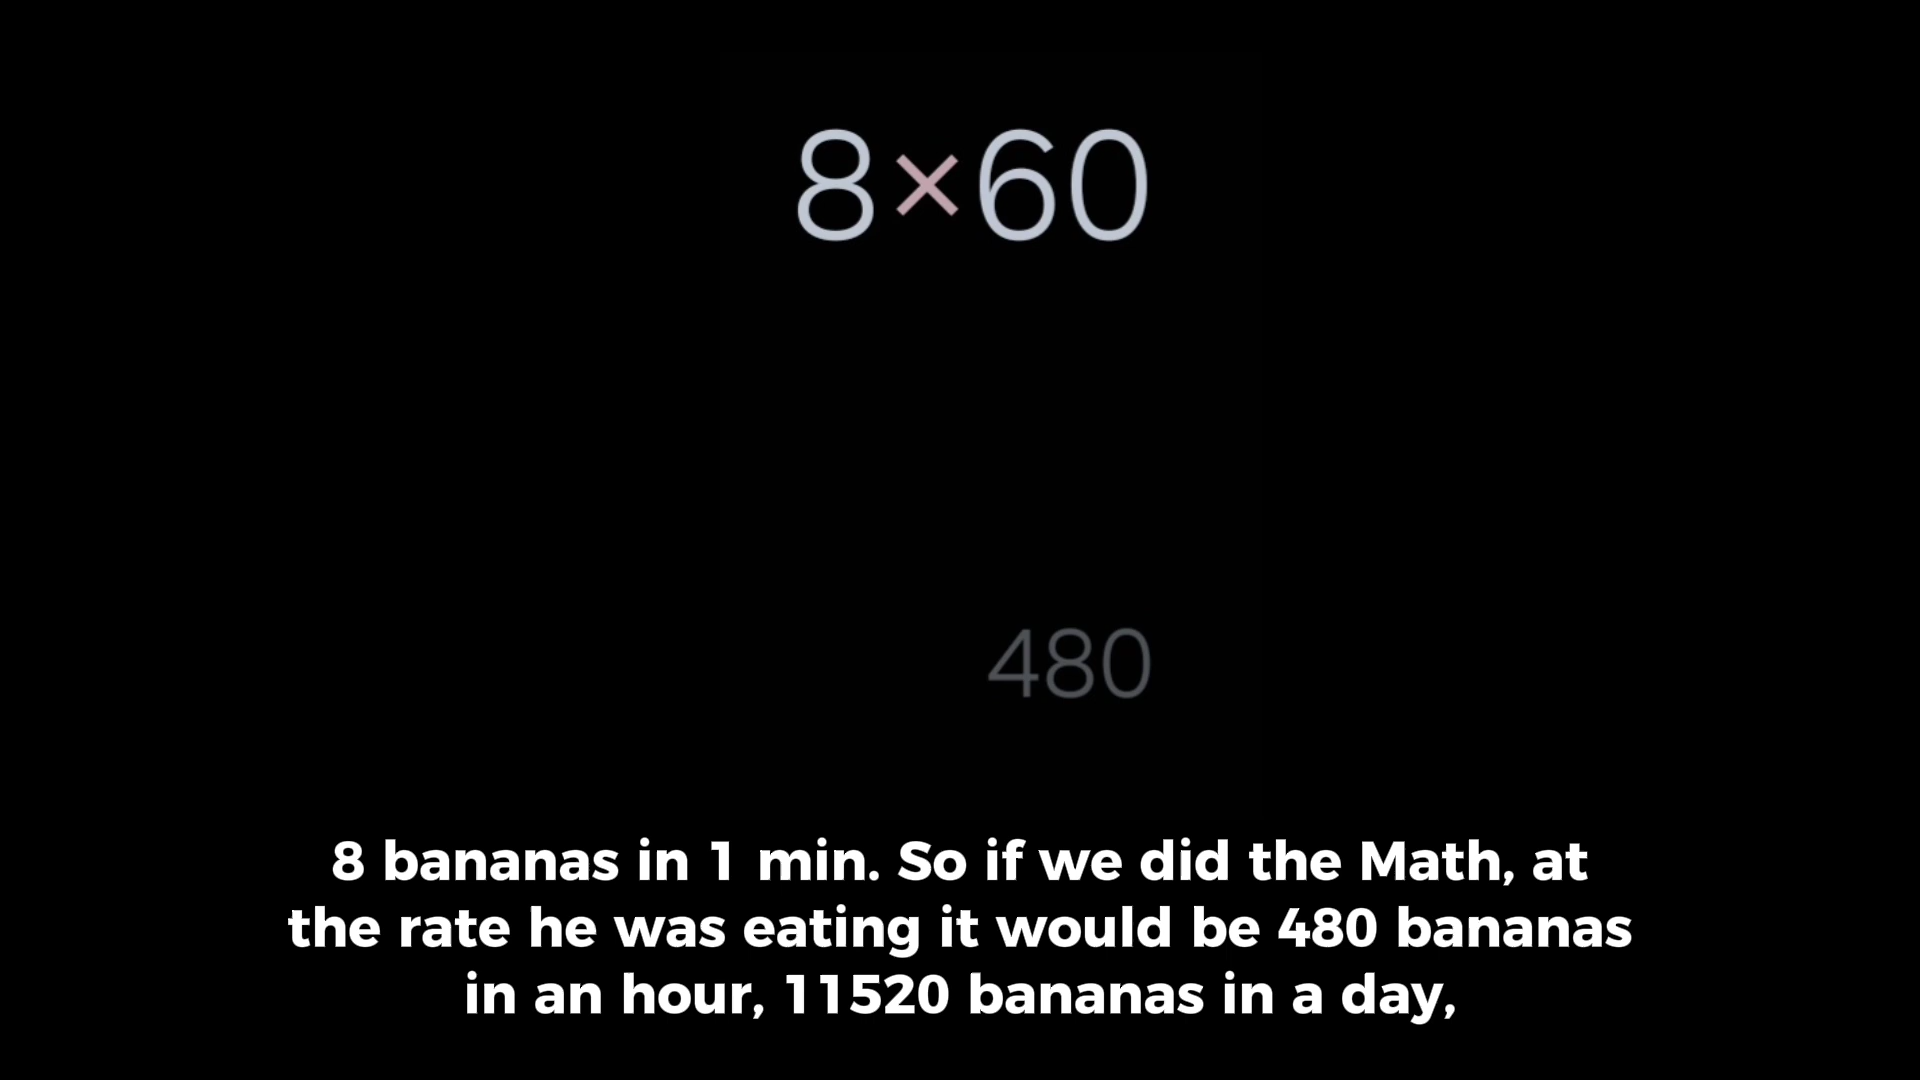 8×60
480
8 bananas in 1 min. So if we did the Math, at
the rate he was eating it would be 480 bananas
in an hour, 11520 bananas in a day,